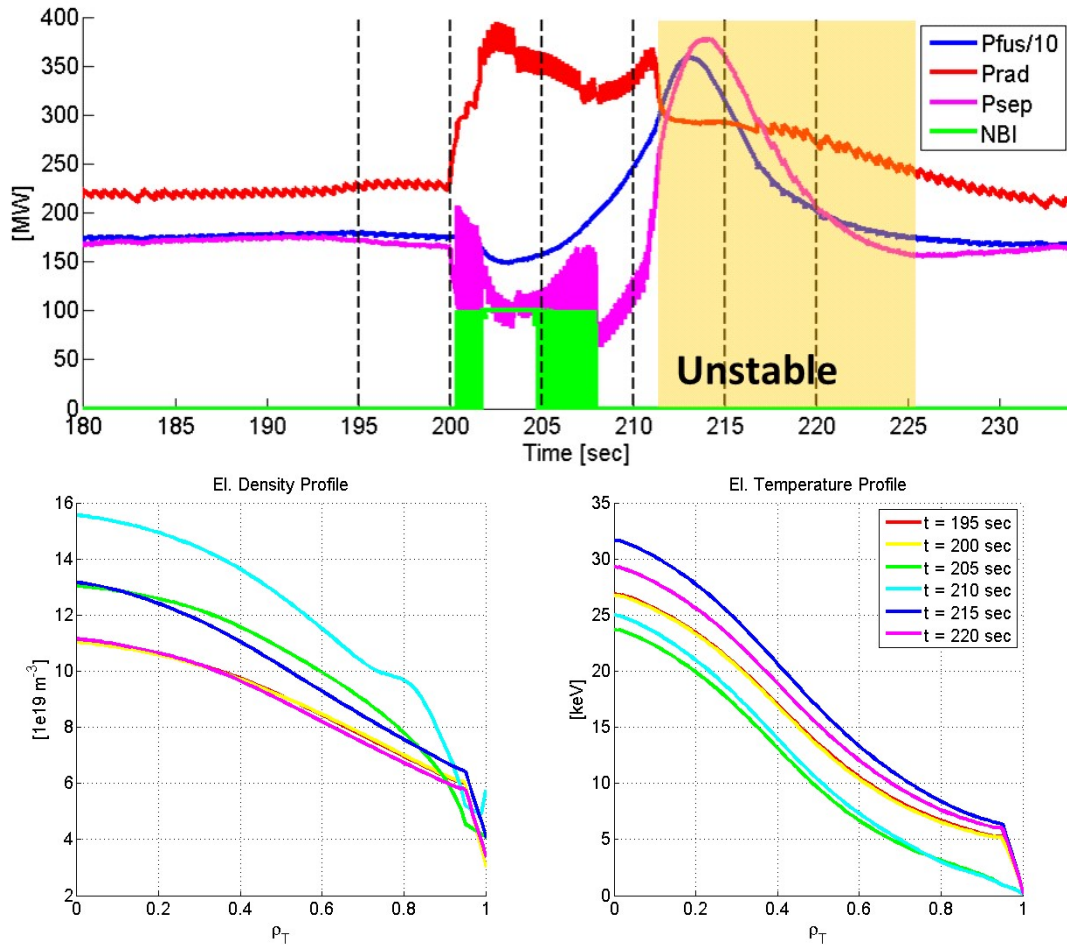 400
350
300
250
200
150
100
50
0
[MW]
Pfus/10
Prad
Psep
NBI
Unstable
180 185 190 195 200 205 210 215 220 225 230
Time [sec]
El. Density Profile
16
14
12
10
8
6
4
2
[1e19 m⁻³]
0 0.2 0.4 0.6 0.8 1
ρT
El. Temperature Profile
35
30
25
20
15
10
5
0
[keV]
t = 195 sec
t = 200 sec
t = 205 sec
t = 210 sec
t = 215 sec
t = 220 sec
0 0.2 0.4 0.6 0.8 1
ρT